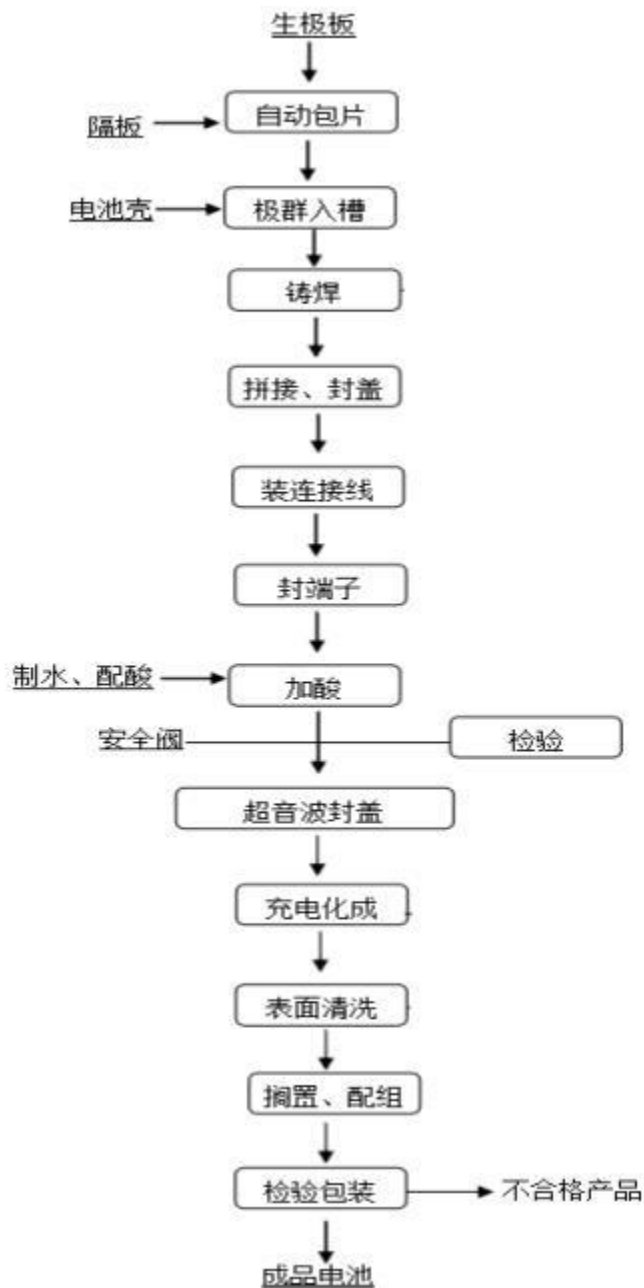 生极板
隔板
自动包片
电池壳
极群入槽
铸焊
拼接、封盖
装连接线
封端子
制水、配酸
加酸
安全阀
检验
超音波封盖
充电化成
表面清洗
搁置、配组
检验包装
不合格产品
成品电池